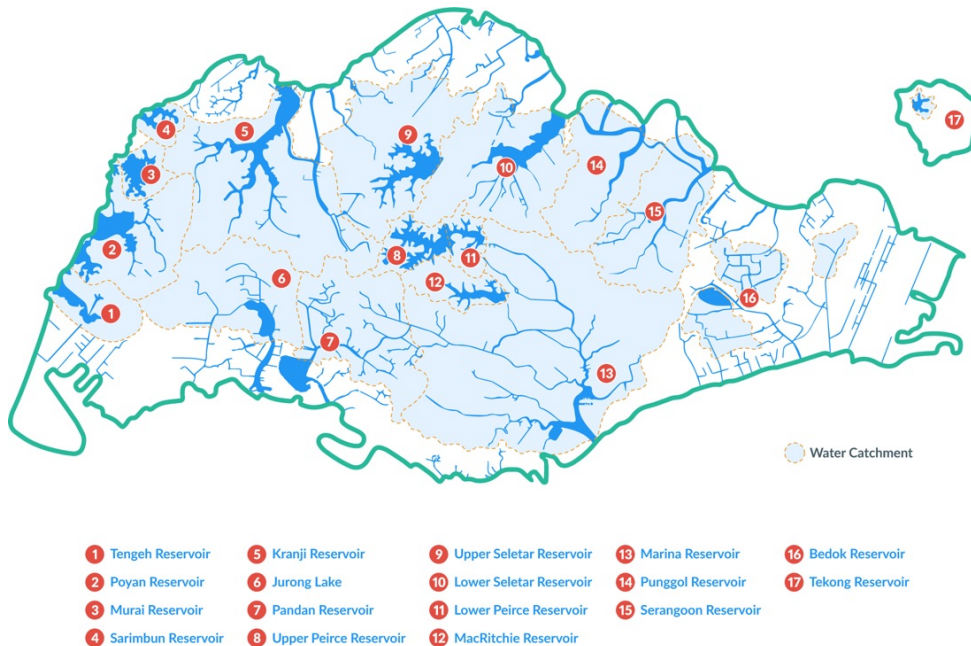 4
5
9
17
3
10
14
15
2
8
11
6
12
16
1
7
13
Water Catchment
1 Tengeh Reservoir
2 Poyan Reservoir
3 Murai Reservoir
4 Sarimbun Reservoir
5 Kranji Reservoir
6 Jurong Lake
7 Pandan Reservoir
8 Upper Peirce Reservoir
9 Upper Seletar Reservoir
10 Lower Seletar Reservoir
11 Lower Peirce Reservoir
12 MacRitchie Reservoir
13 Marina Reservoir
14 Punggol Reservoir
15 Serangoon Reservoir
16 Bedok Reservoir
17 Tekong Reservoir